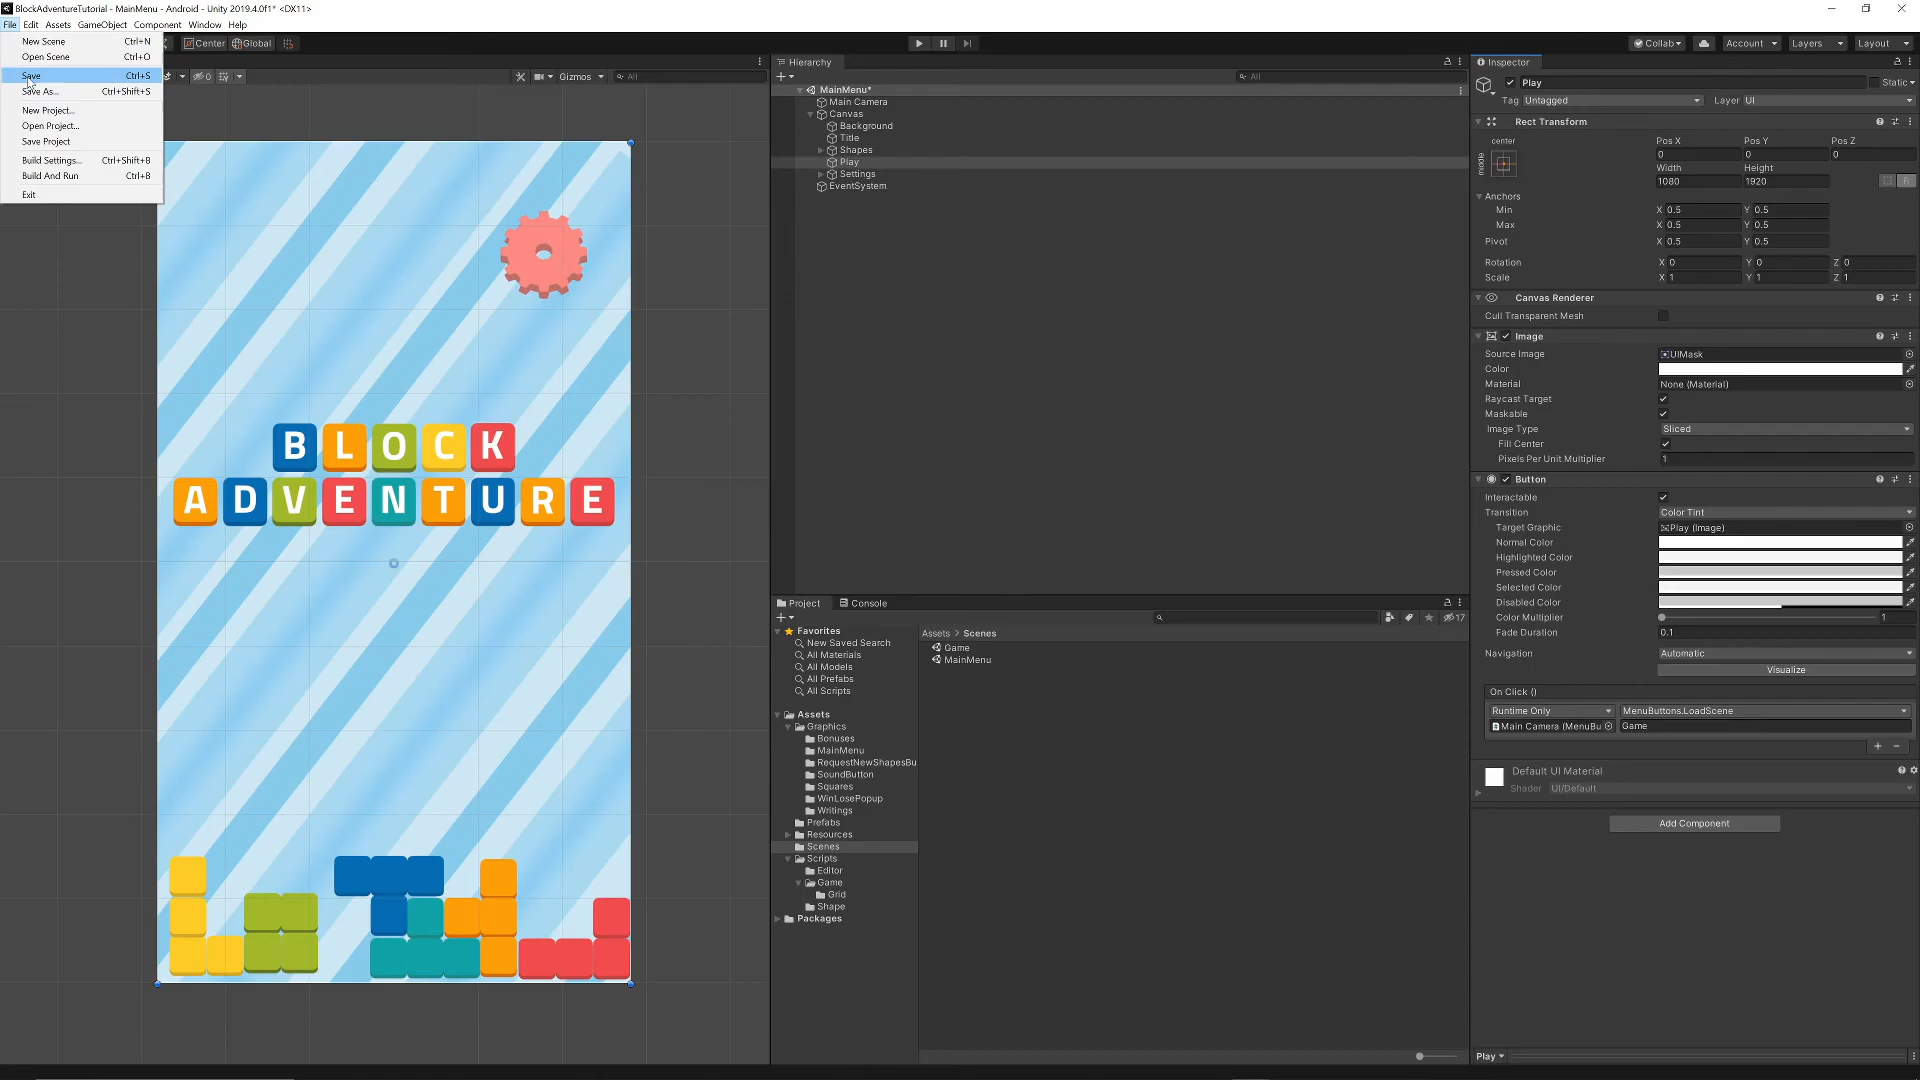 BlockAdventureTutorial - MainMenu - Android - Unity 2019.4.0f1* <DX11>
File Edit Assets GameObject Component Window Help
New Scene Ctrl+N
Open Scene Ctrl+O
Save Ctrl+S
Save As... Ctrl+Shift+S
New Project...
Open Project...
Save Project
Build Settings... Ctrl+Shift+B
Build And Run Ctrl+B
Exit
Center Global
Collab Account Layers Layout
0 Gizmos All
BLOCK
ADVENTURE
Hierarchy
All
MainMenu*
Main Camera
Canvas
Background
Title
Shapes
Play
Settings
EventSystem
Project Console
17
Favorites
New Saved Search
All Materials
All Models
All Prefabs
All Scripts
Assets
Graphics
Bonuses
MainMenu
RequestNewShapesBu
SoundButton
Squares
WinLosePopup
Writings
Prefabs
Resources
Scenes
Scripts
Editor
Game
Grid
Shape
Packages
Assets > Scenes
Game
MainMenu
Inspector
Play Static
Tag Untagged Layer UI
Rect Transform
center
middle
Pos X Pos Y Pos Z
0 0 0
Width Height
1080 1920
R
Anchors
Min X 0.5 Y 0.5
Max X 0.5 Y 0.5
Pivot X 0.5 Y 0.5
Rotation X 0 Y 0 Z 0
Scale X 1 Y 1 Z 1
Canvas Renderer
Cull Transparent Mesh
Image
Source Image UIMask
Color
Material None (Material)
Raycast Target
Maskable
Image Type Sliced
Fill Center
Pixels Per Unit Multiplier 1
Button
Interactable
Transition Color Tint
Target Graphic Play (Image)
Normal Color
Highlighted Color
Pressed Color
Selected Color
Disabled Color
Color Multiplier 1
Fade Duration 0.1
Navigation Automatic
Visualize
On Click ()
Runtime Only MenuButtons.LoadScene
Main Camera (MenuBu Game
+ −
Default UI Material
Shader UI/Default
Add Component
Play